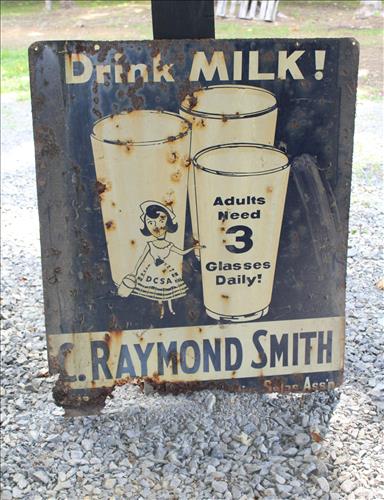 Drink MILK!
Adults
Need
3
Glasses
Daily!
DCSA
C. RAYMOND SMITH
Sales Ass'n